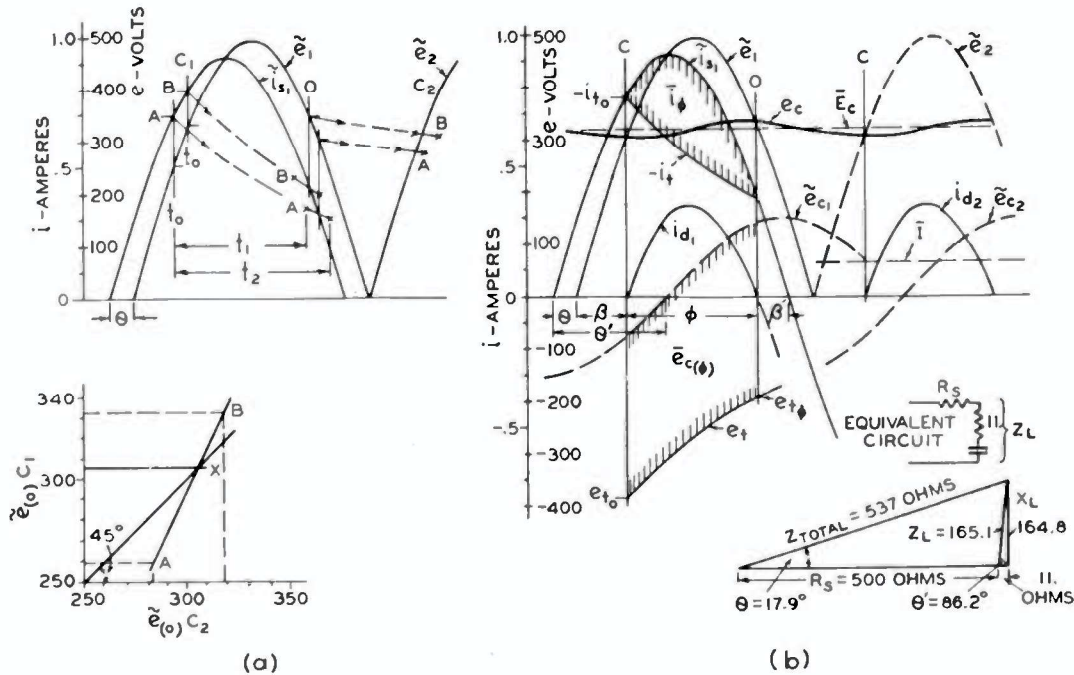 1.0 500
e-VOLTS
i-AMPERES
400
300
.5
200
100
0
C₁
B
A
t₀
t₀
ẽ₁
ĩs₁
O
B
A
B
A
ẽ₂
C₂
t₁
t₂
θ
340
300
250
ẽ₍₀₎C₁
45°
A
B
X
250 300 350
ẽ₍₀₎C₂
(a)
1.0 500
e-VOLTS
i-AMPERES
300
.5
100
0
-100
-200
-.5
-300
-400
C
-it₀
ĩs₁
ẽ₁
īφ
-it
O
ec
C
Ēc
ẽ₂
ẽc₁
id₁
id₂
ẽc₂
Ī
θ β φ β'
θ'
ēc(φ)
etφ
et
et₀
RS
EQUIVALENT
CIRCUIT
11.
ZL
ZTOTAL = 537 OHMS
XL
ZL = 165.1
164.8
RS = 500 OHMS
11.
OHMS
θ = 17.9°
θ' = 86.2°
(b)